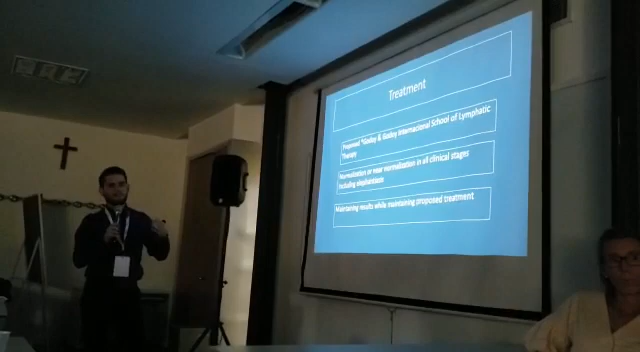 Treatment
Proposed "Godoy & Godoy International School of Lymphatic
Therapy
Normalization or near normalization in all clinical stages
including elephantiasis
Maintaining results while maintaining proposed treatment